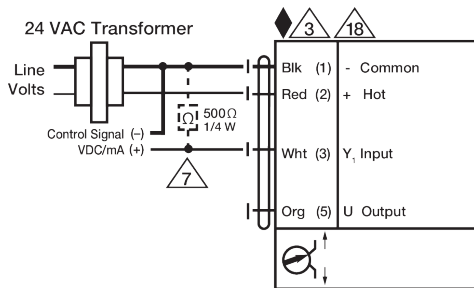 24 VAC Transformer
3 18
Line
Volts
Blk (1) - Common
Red (2) + Hot
Ω 500Ω
1/4 W
Control Signal (–)
VDC/mA (+)
Wht (3) Y₁ Input
7
Org (5) U Output